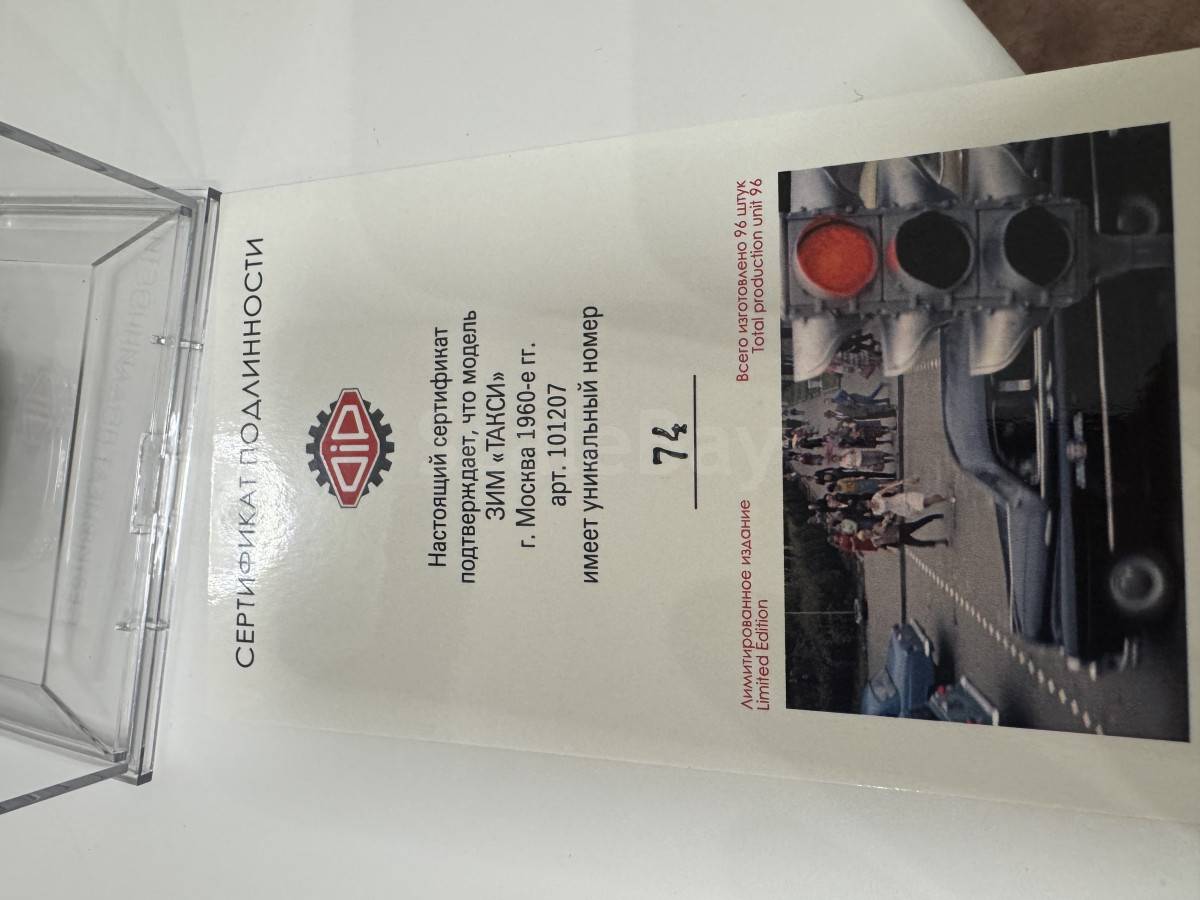 СЕРТИФИКАТ ПОДЛИННОСТИ
DiP
Настоящий сертификат
подтверждает, что модель
ЗИМ «ТАКСИ»
г. Москва 1960-е гг.
арт. 101207
имеет уникальный номер
74
Лимитированное издание
Limited Edition
Всего изготовлено 96 штук
Total production unit 96